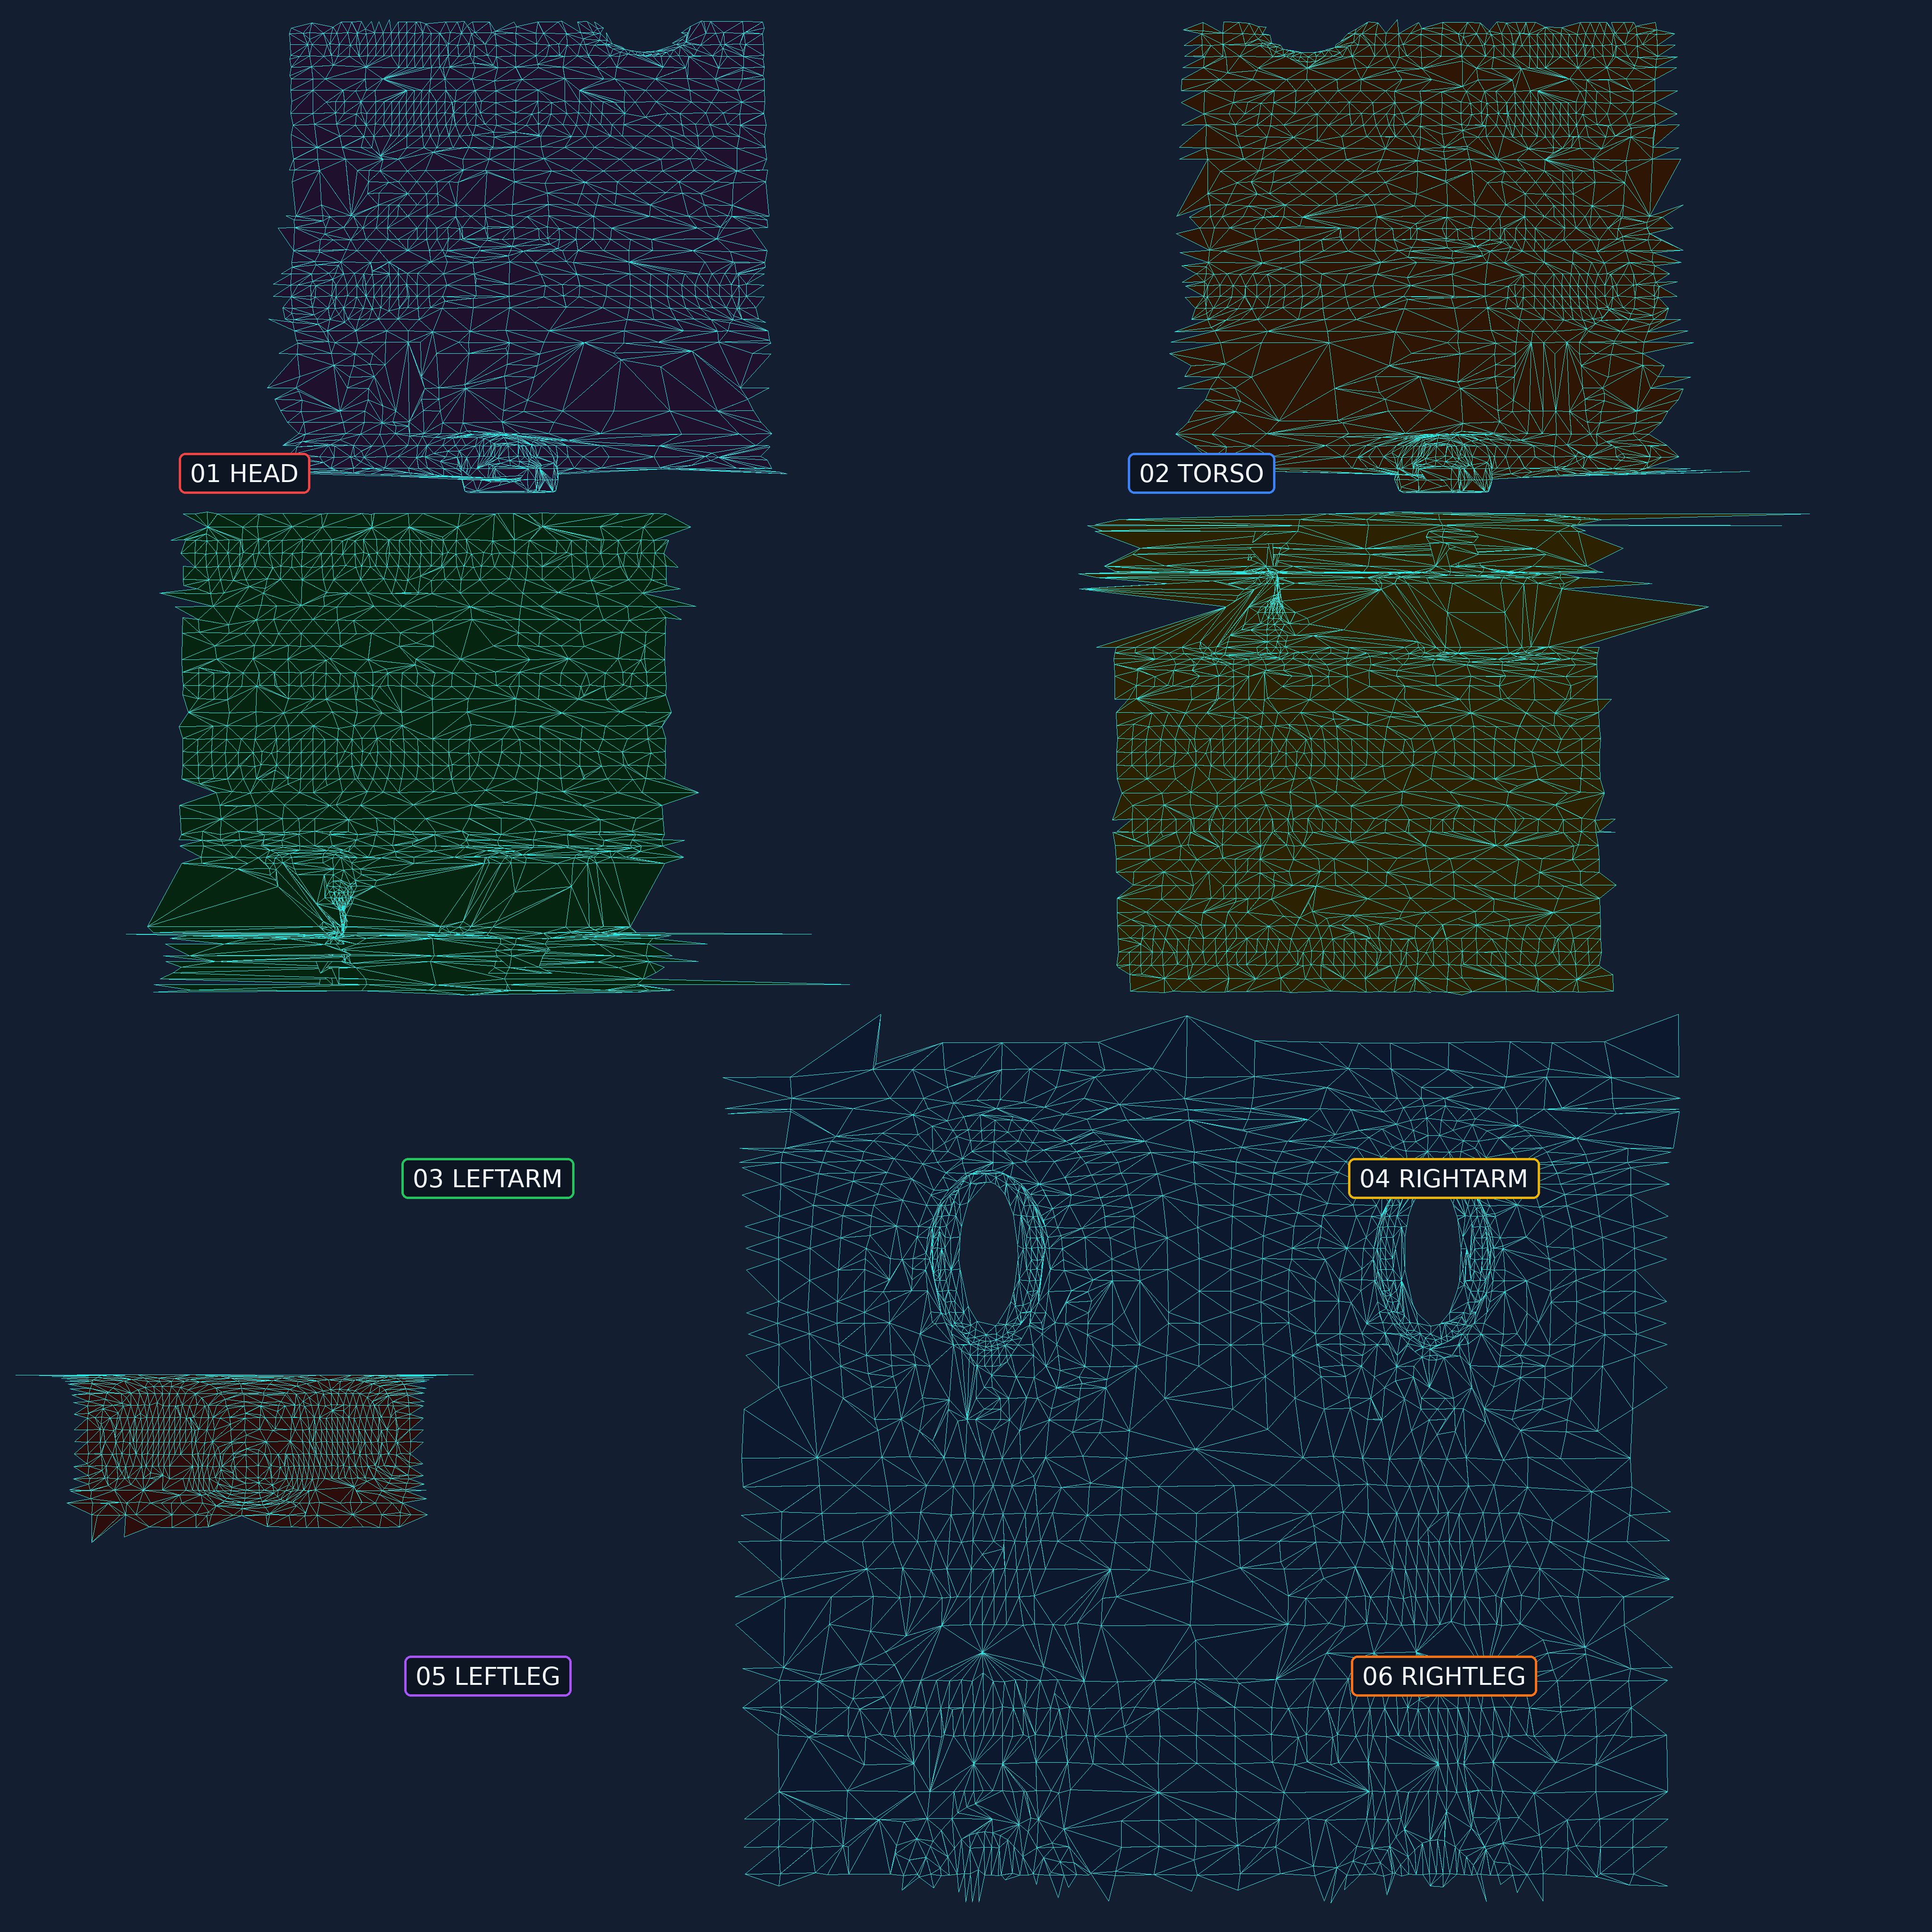 01 HEAD
02 TORSO
03 LEFTARM
04 RIGHTARM
05 LEFTLEG
06 RIGHTLEG